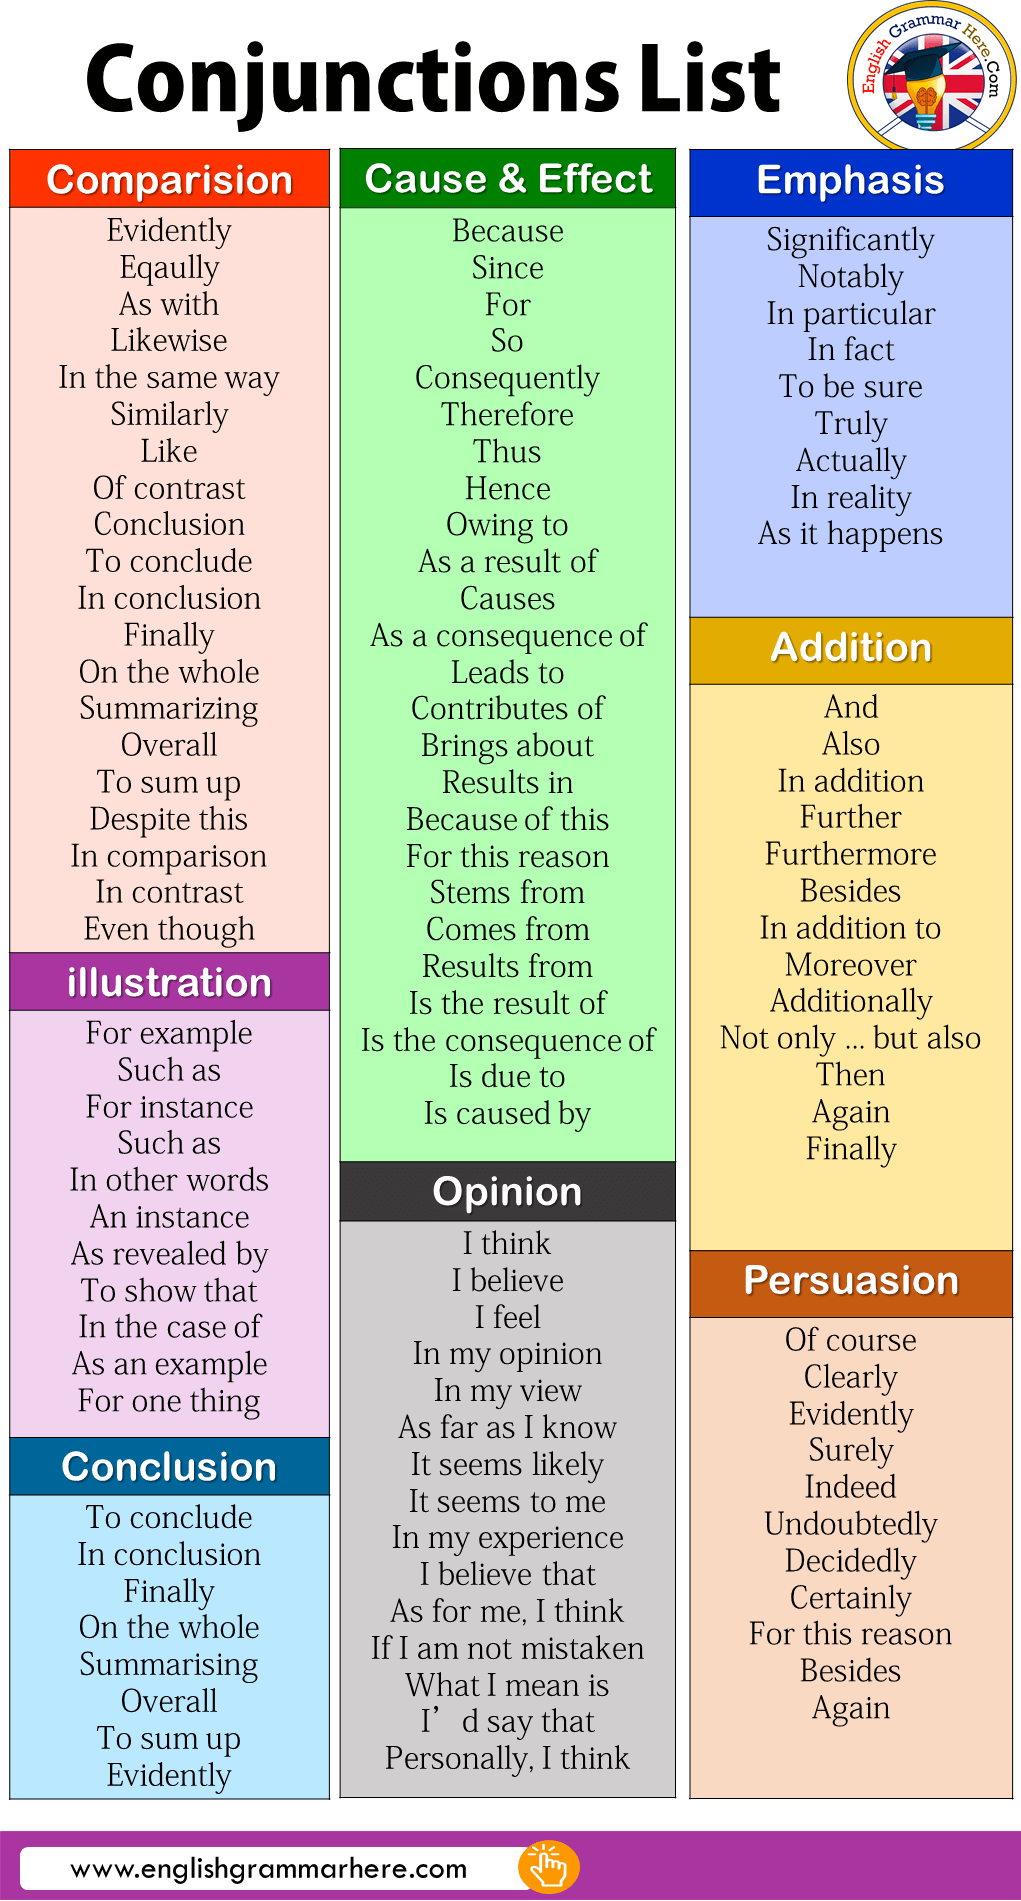 Conjunctions List
English Grammar Here.Com
Comparision
Evidently
Eqaully
As with
Likewise
In the same way
Similarly
Like
Of contrast
Conclusion
To conclude
In conclusion
Finally
On the whole
Summarizing
Overall
To sum up
Despite this
In comparison
In contrast
Even though
illustration
For example
Such as
For instance
Such as
In other words
An instance
As revealed by
To show that
In the case of
As an example
For one thing
Conclusion
To conclude
In conclusion
Finally
On the whole
Summarising
Overall
To sum up
Evidently
Cause & Effect
Because
Since
For
So
Consequently
Therefore
Thus
Hence
Owing to
As a result of
Causes
As a consequence of
Leads to
Contributes of
Brings about
Results in
Because of this
For this reason
Stems from
Comes from
Results from
Is the result of
Is the consequence of
Is due to
Is caused by
Opinion
I think
I believe
I feel
In my opinion
In my view
As far as I know
It seems likely
It seems to me
In my experience
I believe that
As for me, I think
If I am not mistaken
What I mean is
I’d say that
Personally, I think
Emphasis
Significantly
Notably
In particular
In fact
To be sure
Truly
Actually
In reality
As it happens
Addition
And
Also
In addition
Further
Furthermore
Besides
In addition to
Moreover
Additionally
Not only ... but also
Then
Again
Finally
Persuasion
Of course
Clearly
Evidently
Surely
Indeed
Undoubtedly
Decidedly
Certainly
For this reason
Besides
Again
www.englishgrammarhere.com